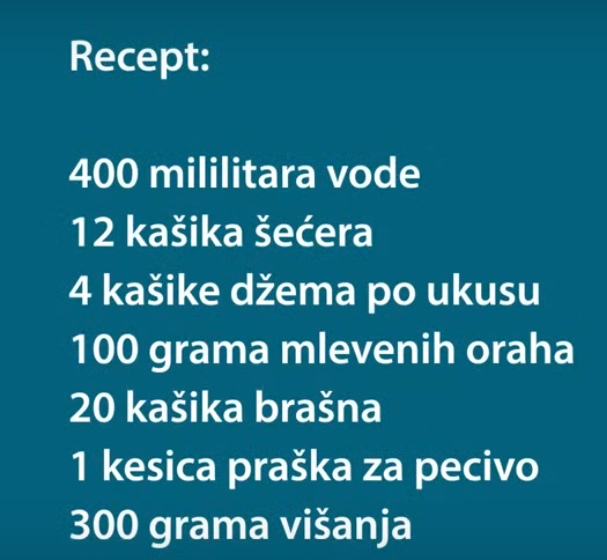 Recept:
400 mililitara vode
12 kašika šećera
4 kašike džema po ukusu
100 grama mlevenih oraha
20 kašika brašna
1 kesica praška za pecivo
300 grama višanja